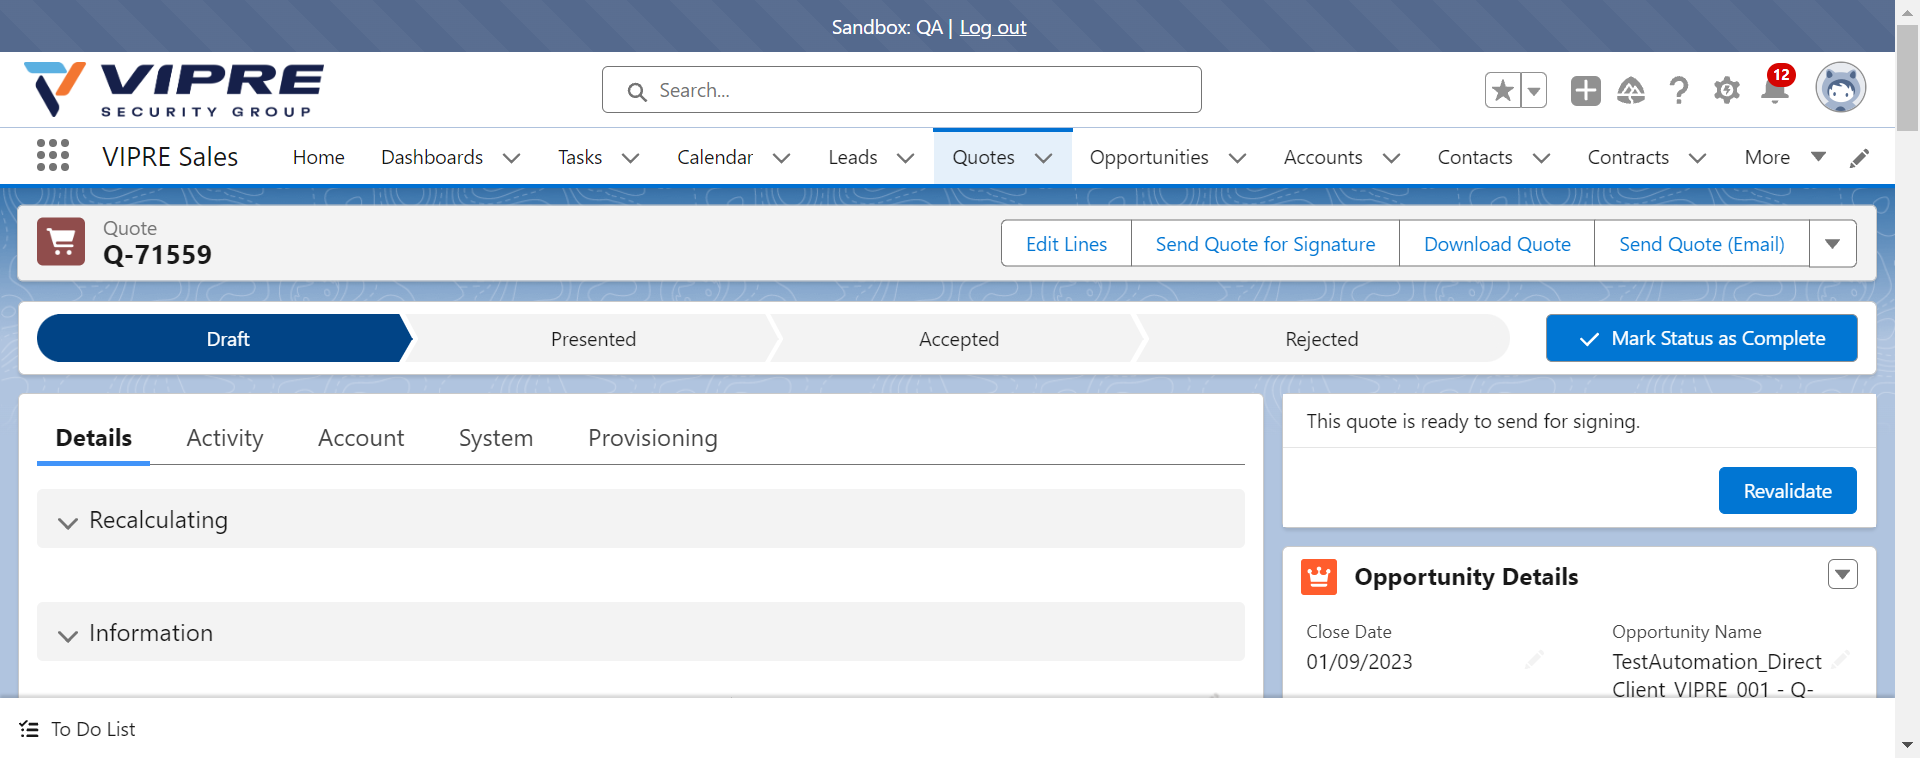 Sandbox: QA | Log out
VIPRE
SECURITY GROUP
Search...
12
VIPRE Sales Home Dashboards Tasks Calendar Leads Quotes Opportunities Accounts Contacts Contracts More
Quote
Q-71559
Edit Lines Send Quote for Signature Download Quote Send Quote (Email)
Draft Presented Accepted Rejected Mark Status as Complete
Details Activity Account System Provisioning
This quote is ready to send for signing.
Revalidate
Recalculating
Information
Opportunity Details
Close Date
01/09/2023
Opportunity Name
TestAutomation_Direct
Client_VIPRE_001 - Q-
To Do List